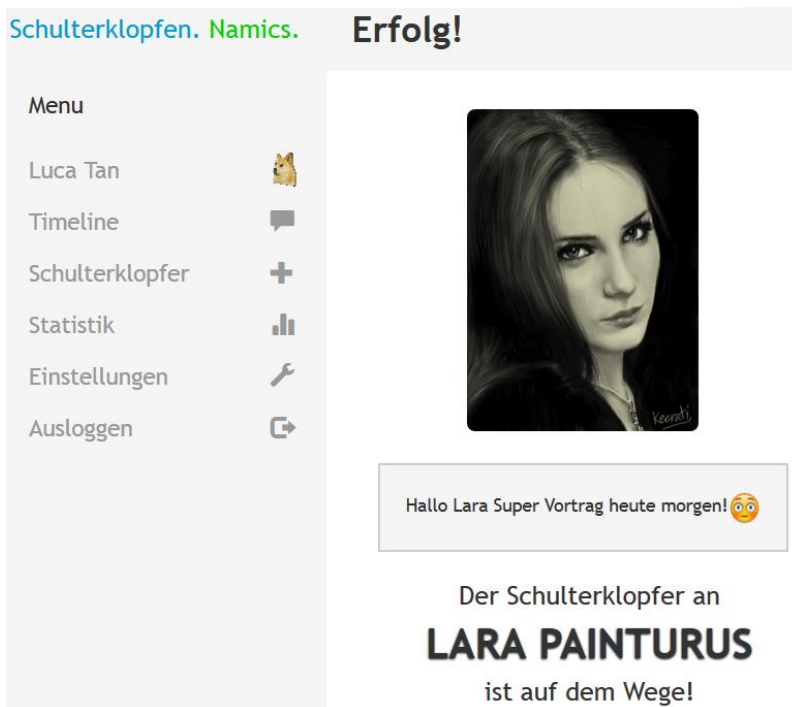 Schulterklopfen. Namics.
Erfolg!
Menu
Luca Tan
Timeline
Schulterklopfer
Statistik
Einstellungen
Ausloggen
Keerati
Hallo Lara Super Vortrag heute morgen!😳
Der Schulterklopfer an
LARA PAINTURUS
ist auf dem Wege!